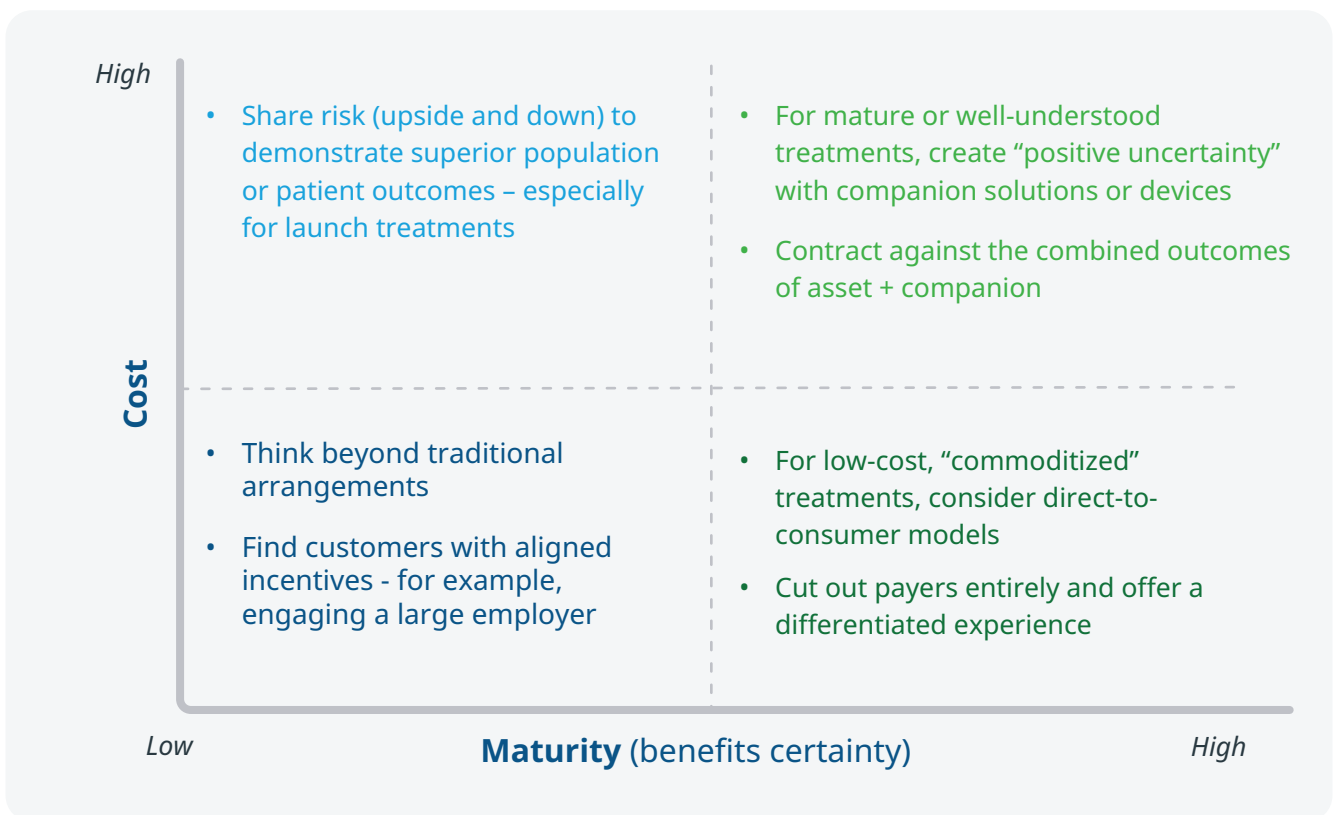 High
• Share risk (upside and down) to
demonstrate superior population
or patient outcomes – especially
for launch treatments
• For mature or well-understood
treatments, create “positive uncertainty”
with companion solutions or devices
• Contract against the combined outcomes
of asset + companion
Cost
• Think beyond traditional
arrangements
• Find customers with aligned
incentives - for example,
engaging a large employer
• For low-cost, “commoditized”
treatments, consider direct-to-
consumer models
• Cut out payers entirely and offer a
differentiated experience
Low
Maturity (benefits certainty)
High